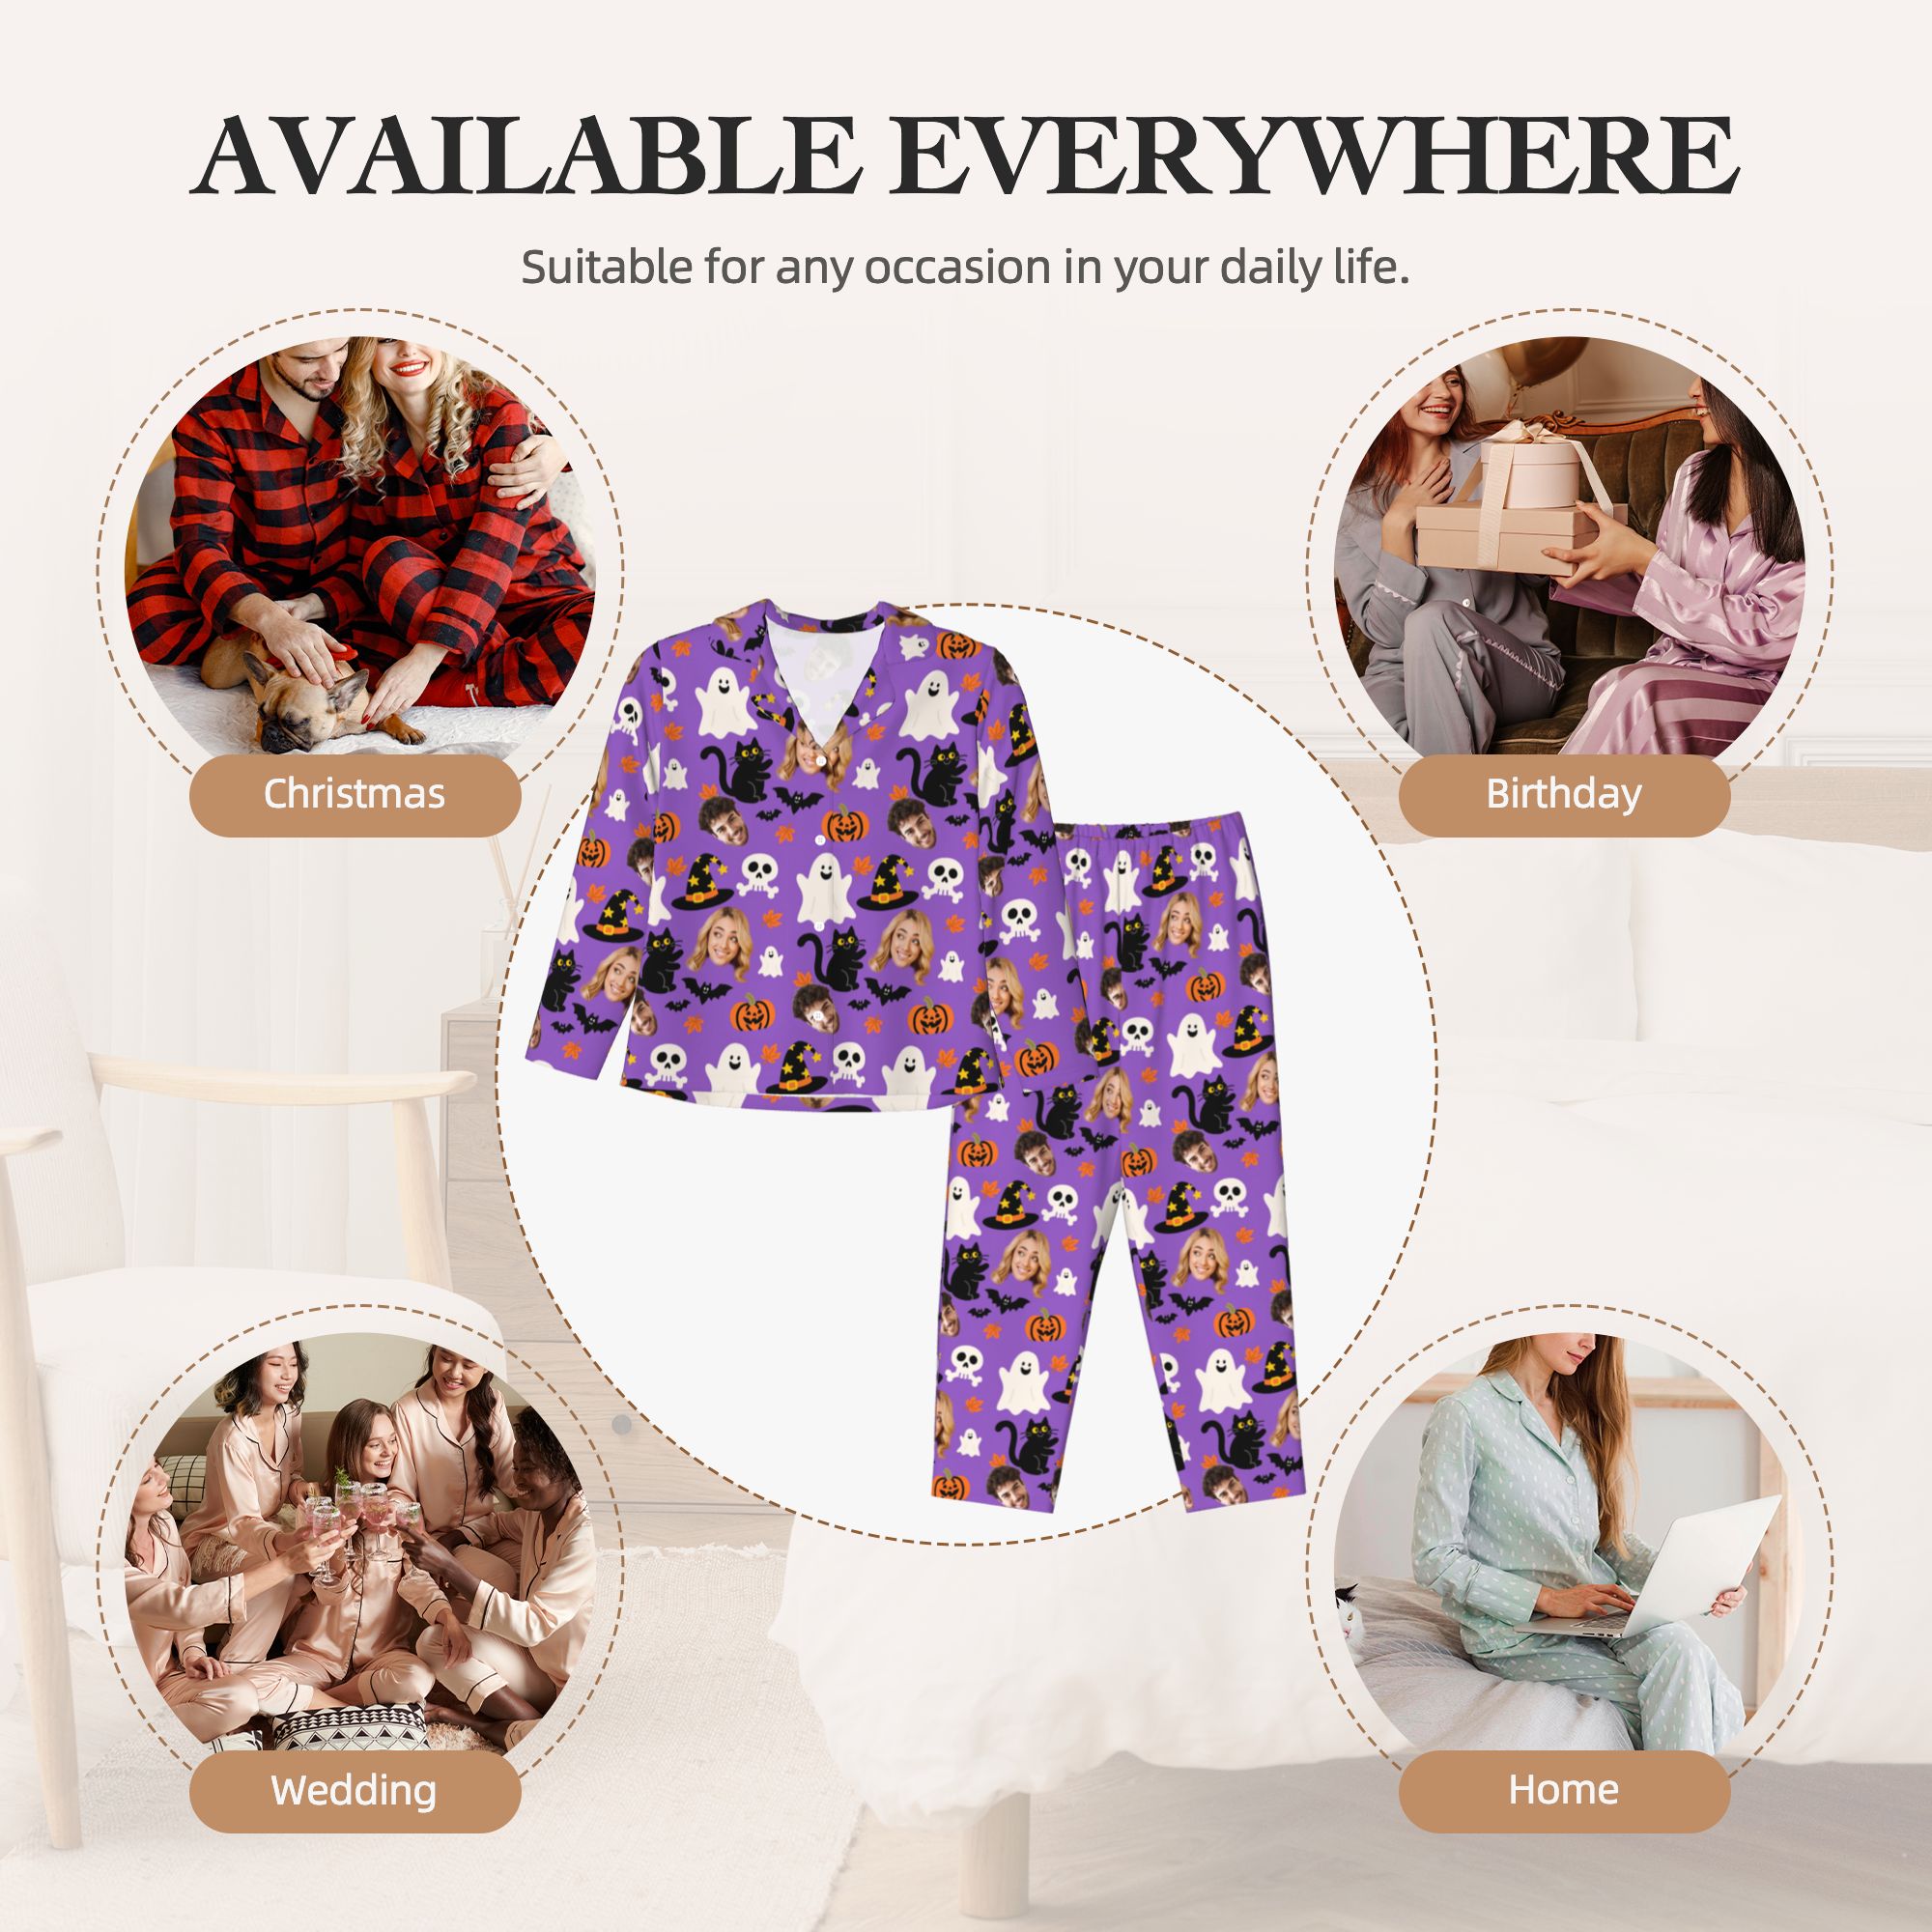 AVAILABLE EVERYWHERE
Suitable for any occasion in your daily life.
Christmas
Birthday
Wedding
Home